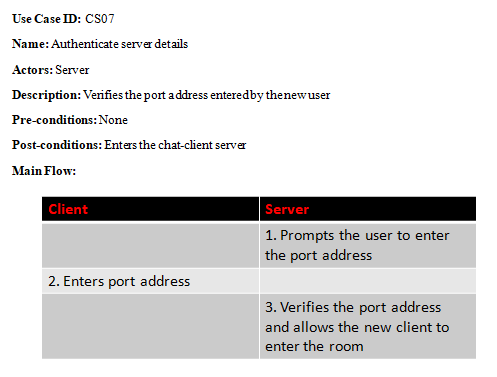 Use Case ID: CS07
Name: Authenticate server details
Actors: Server
Description: Verifies the port address entered by the new user
Pre-conditions: None
Post-conditions: Enters the chat-client server
Main Flow:
Client Server
1. Prompts the user to enter
the port address
2. Enters port address
3. Verifies the port address
and allows the new client to
enter the room